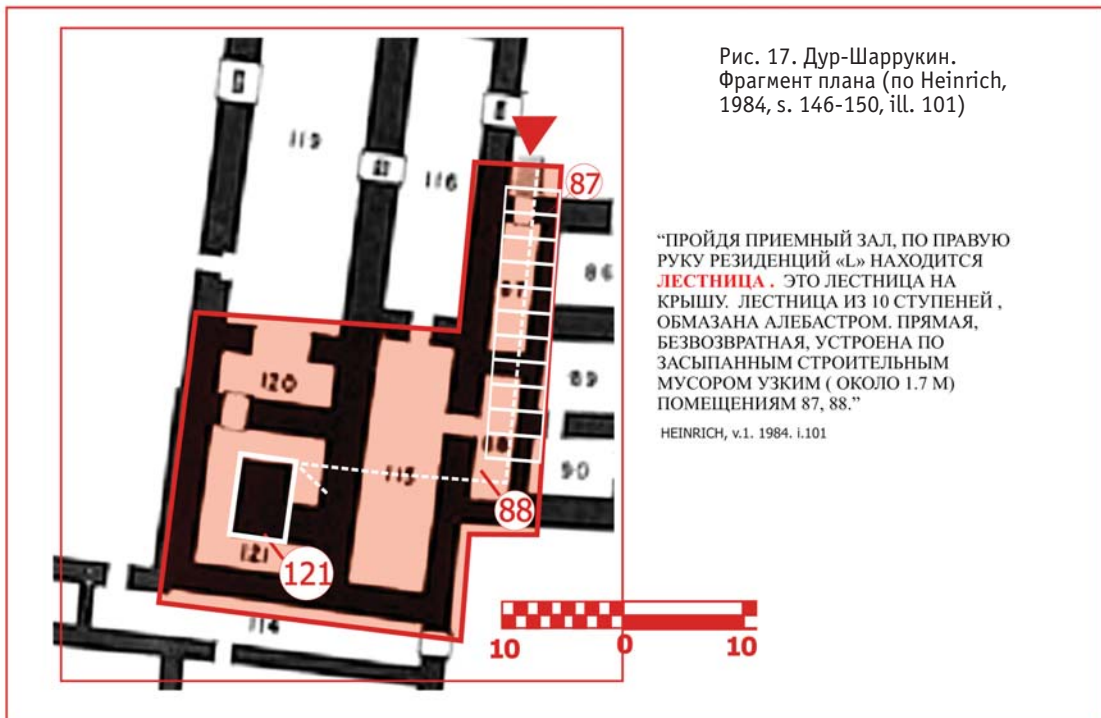 Рис. 17. Дур-Шаррукин.
Фрагмент плана (по Heinrich,
1984, s. 146-150, ill. 101)
119
116
87
86
87
“ПРОЙДЯ ПРИЕМНЫЙ ЗАЛ, ПО ПРАВУЮ
РУКУ РЕЗИДЕНЦИЙ «L» НАХОДИТСЯ
ЛЕСТНИЦА . ЭТО ЛЕСТНИЦА НА
КРЫШУ. ЛЕСТНИЦА ИЗ 10 СТУПЕНЕЙ ,
ОБМАЗАНА АЛЕБАСТРОМ. ПРЯМАЯ,
БЕЗВОЗВРАТНАЯ, УСТРОЕНА ПО
ЗАСЫПАННЫМ СТРОИТЕЛЬНЫМ
МУСОРОМ УЗКИМ ( ОКОЛО 1.7 М)
ПОМЕЩЕНИЯМ 87, 88.”
HEINRICH, v.1. 1984. i.101
120
89
88
115
90
88
121
121
114
10 0 10